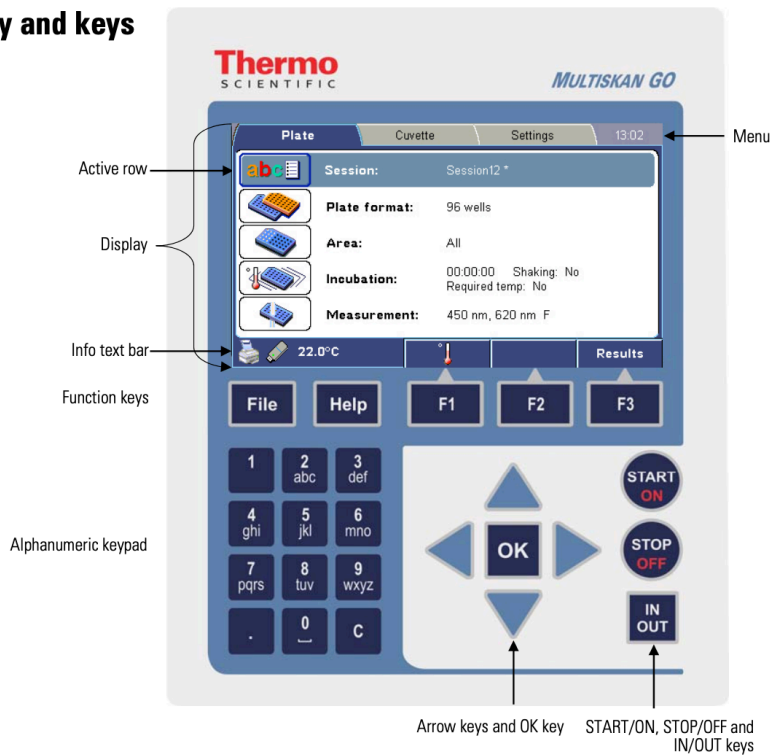 y and keys
Thermo
SCIENTIFIC
MULTISKAN GO
Plate Cuvette Settings 13:02
Menu
Active row
abc Session: Session12 *
Plate format: 96 wells
Display
Area: All
Incubation: 00:00:00 Shaking: No
Required temp: No
Measurement: 450 nm, 620 nm F
Info text bar
22.0°C ° Results
Function keys
File Help F1 F2 F3
Alphanumeric keypad
1 2 3
abc def
4 5 6
ghi jkl mno
7 8 9
pqrs tuv wxyz
. 0 C
OK
START
ON
STOP
OFF
IN
OUT
Arrow keys and OK key
START/ON, STOP/OFF and
IN/OUT keys